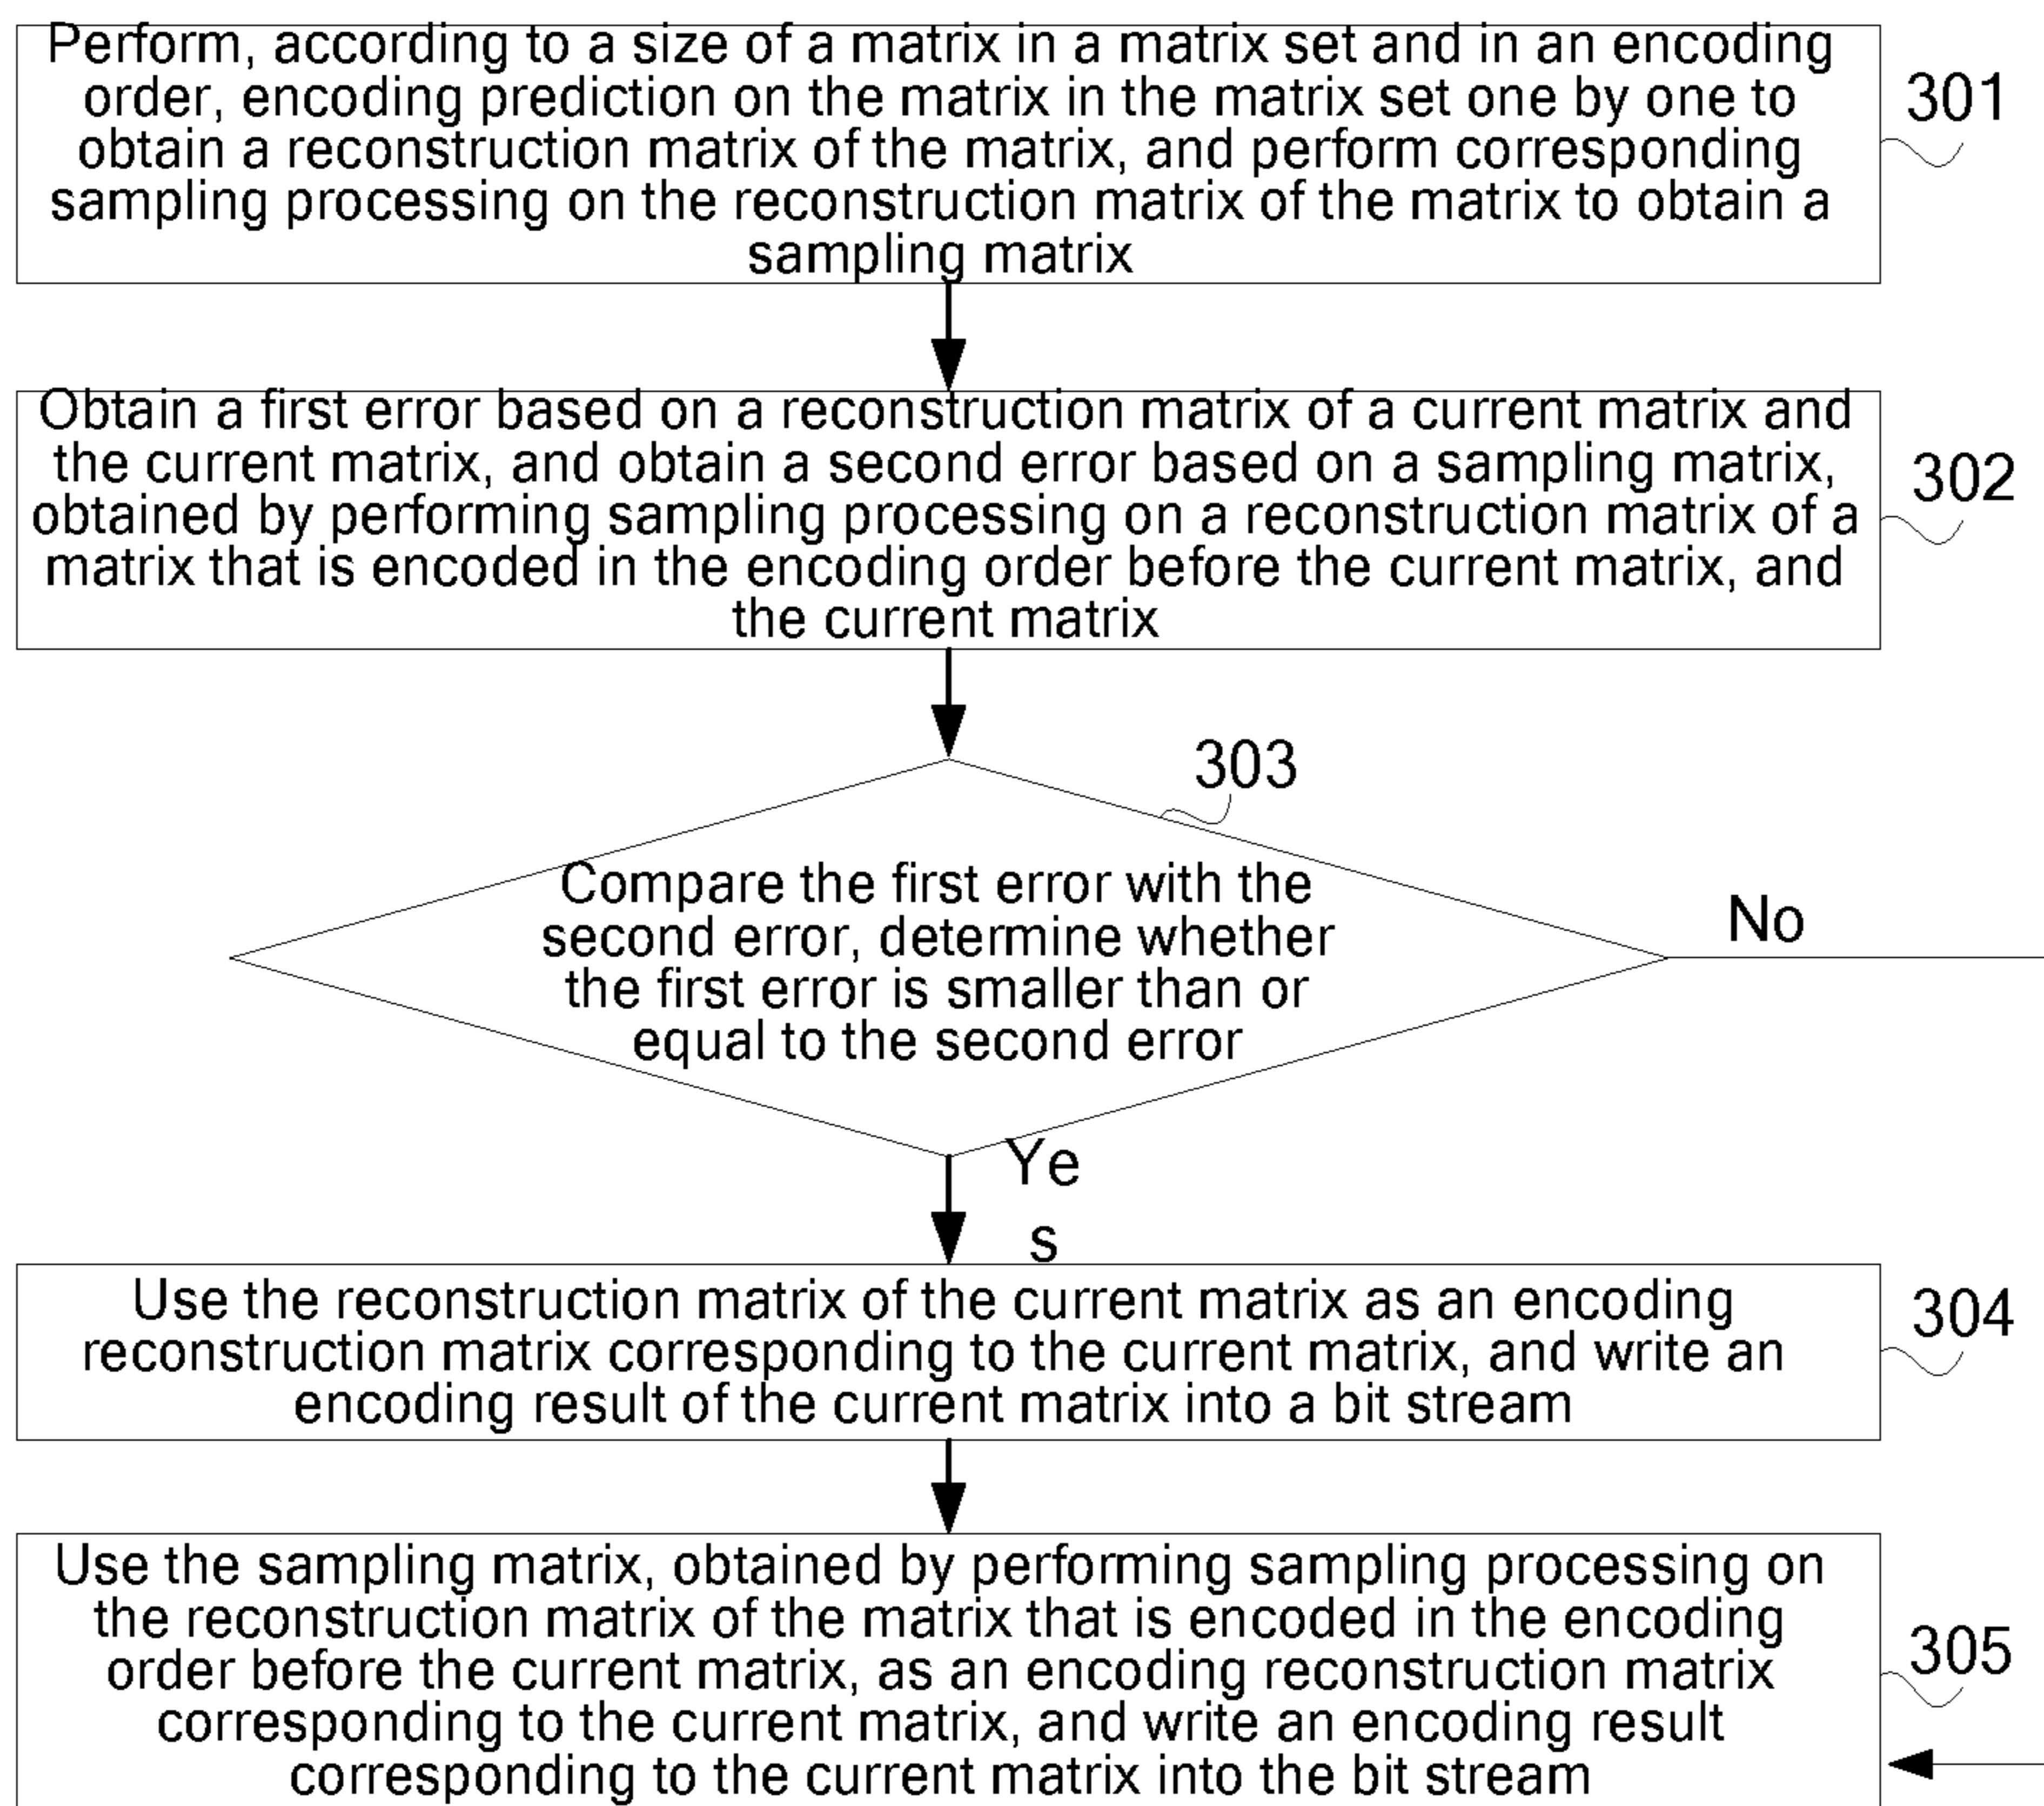 Perform, according to a size of a matrix in a matrix set and in an encoding
order, encoding prediction on the matrix in the matrix set one by one to
obtain a reconstruction matrix of the matrix, and perform corresponding
sampling processing on the reconstruction matrix of the matrix to obtain a
sampling matrix
301
Obtain a first error based on a reconstruction matrix of a current matrix and
the current matrix, and obtain a second error based on a sampling matrix,
obtained by performing sampling processing on a reconstruction matrix of a
matrix that is encoded in the encoding order before the current matrix, and
the current matrix
302
303
Compare the first error with the
second error, determine whether
the first error is smaller than or
equal to the second error
No
Ye
s
Use the reconstruction matrix of the current matrix as an encoding
reconstruction matrix corresponding to the current matrix, and write an
encoding result of the current matrix into a bit stream
304
Use the sampling matrix, obtained by performing sampling processing on
the reconstruction matrix of the matrix that is encoded in the encoding
order before the current matrix, as an encoding reconstruction matrix
corresponding to the current matrix, and write an encoding result
corresponding to the current matrix into the bit stream
305